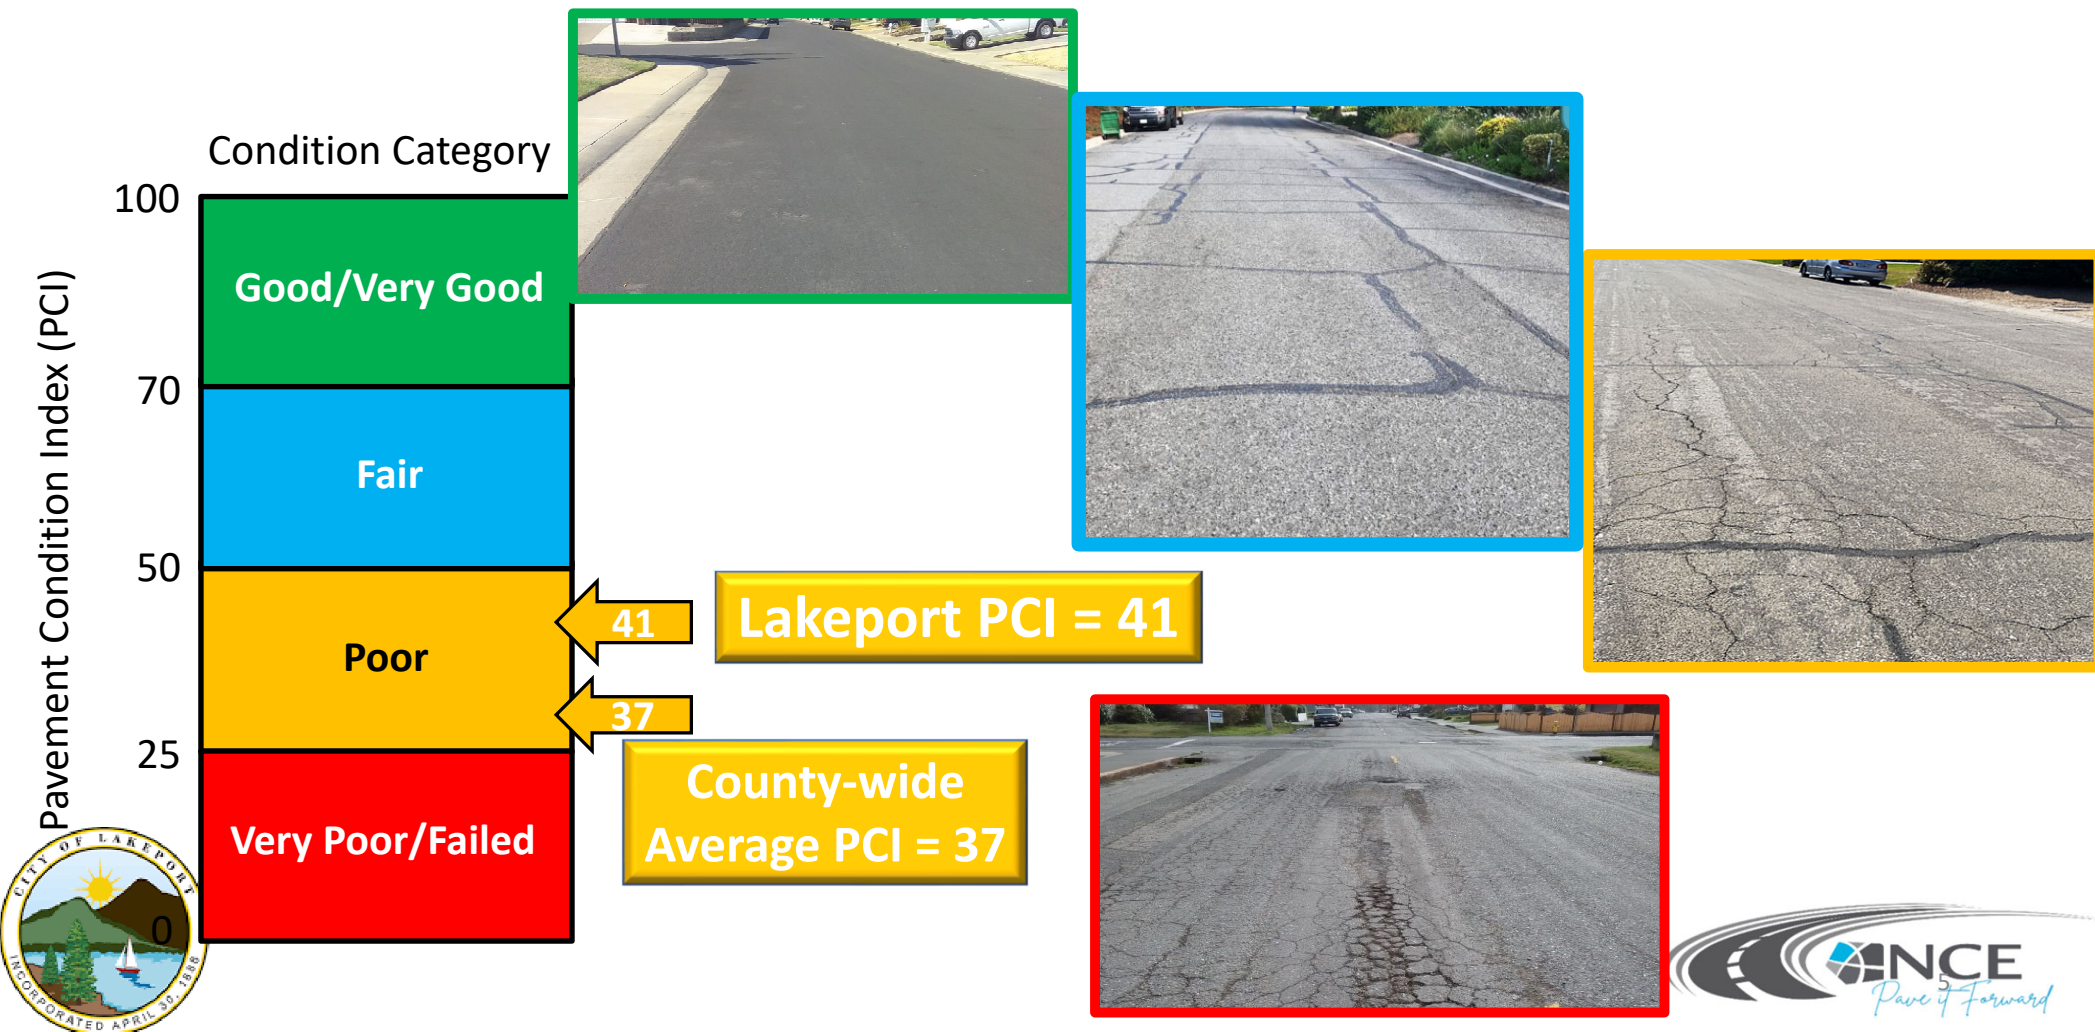 Condition Category
Pavement Condition Index (PCI)
100
Good/Very Good
70
Fair
50
Poor
41
Lakeport PCI = 41
37
County-wide
Average PCI = 37
25
Very Poor/Failed
0
CITY OF LAKEPORT
INCORPORATED APRIL 30, 1888
NCE
5
Pave it Forward